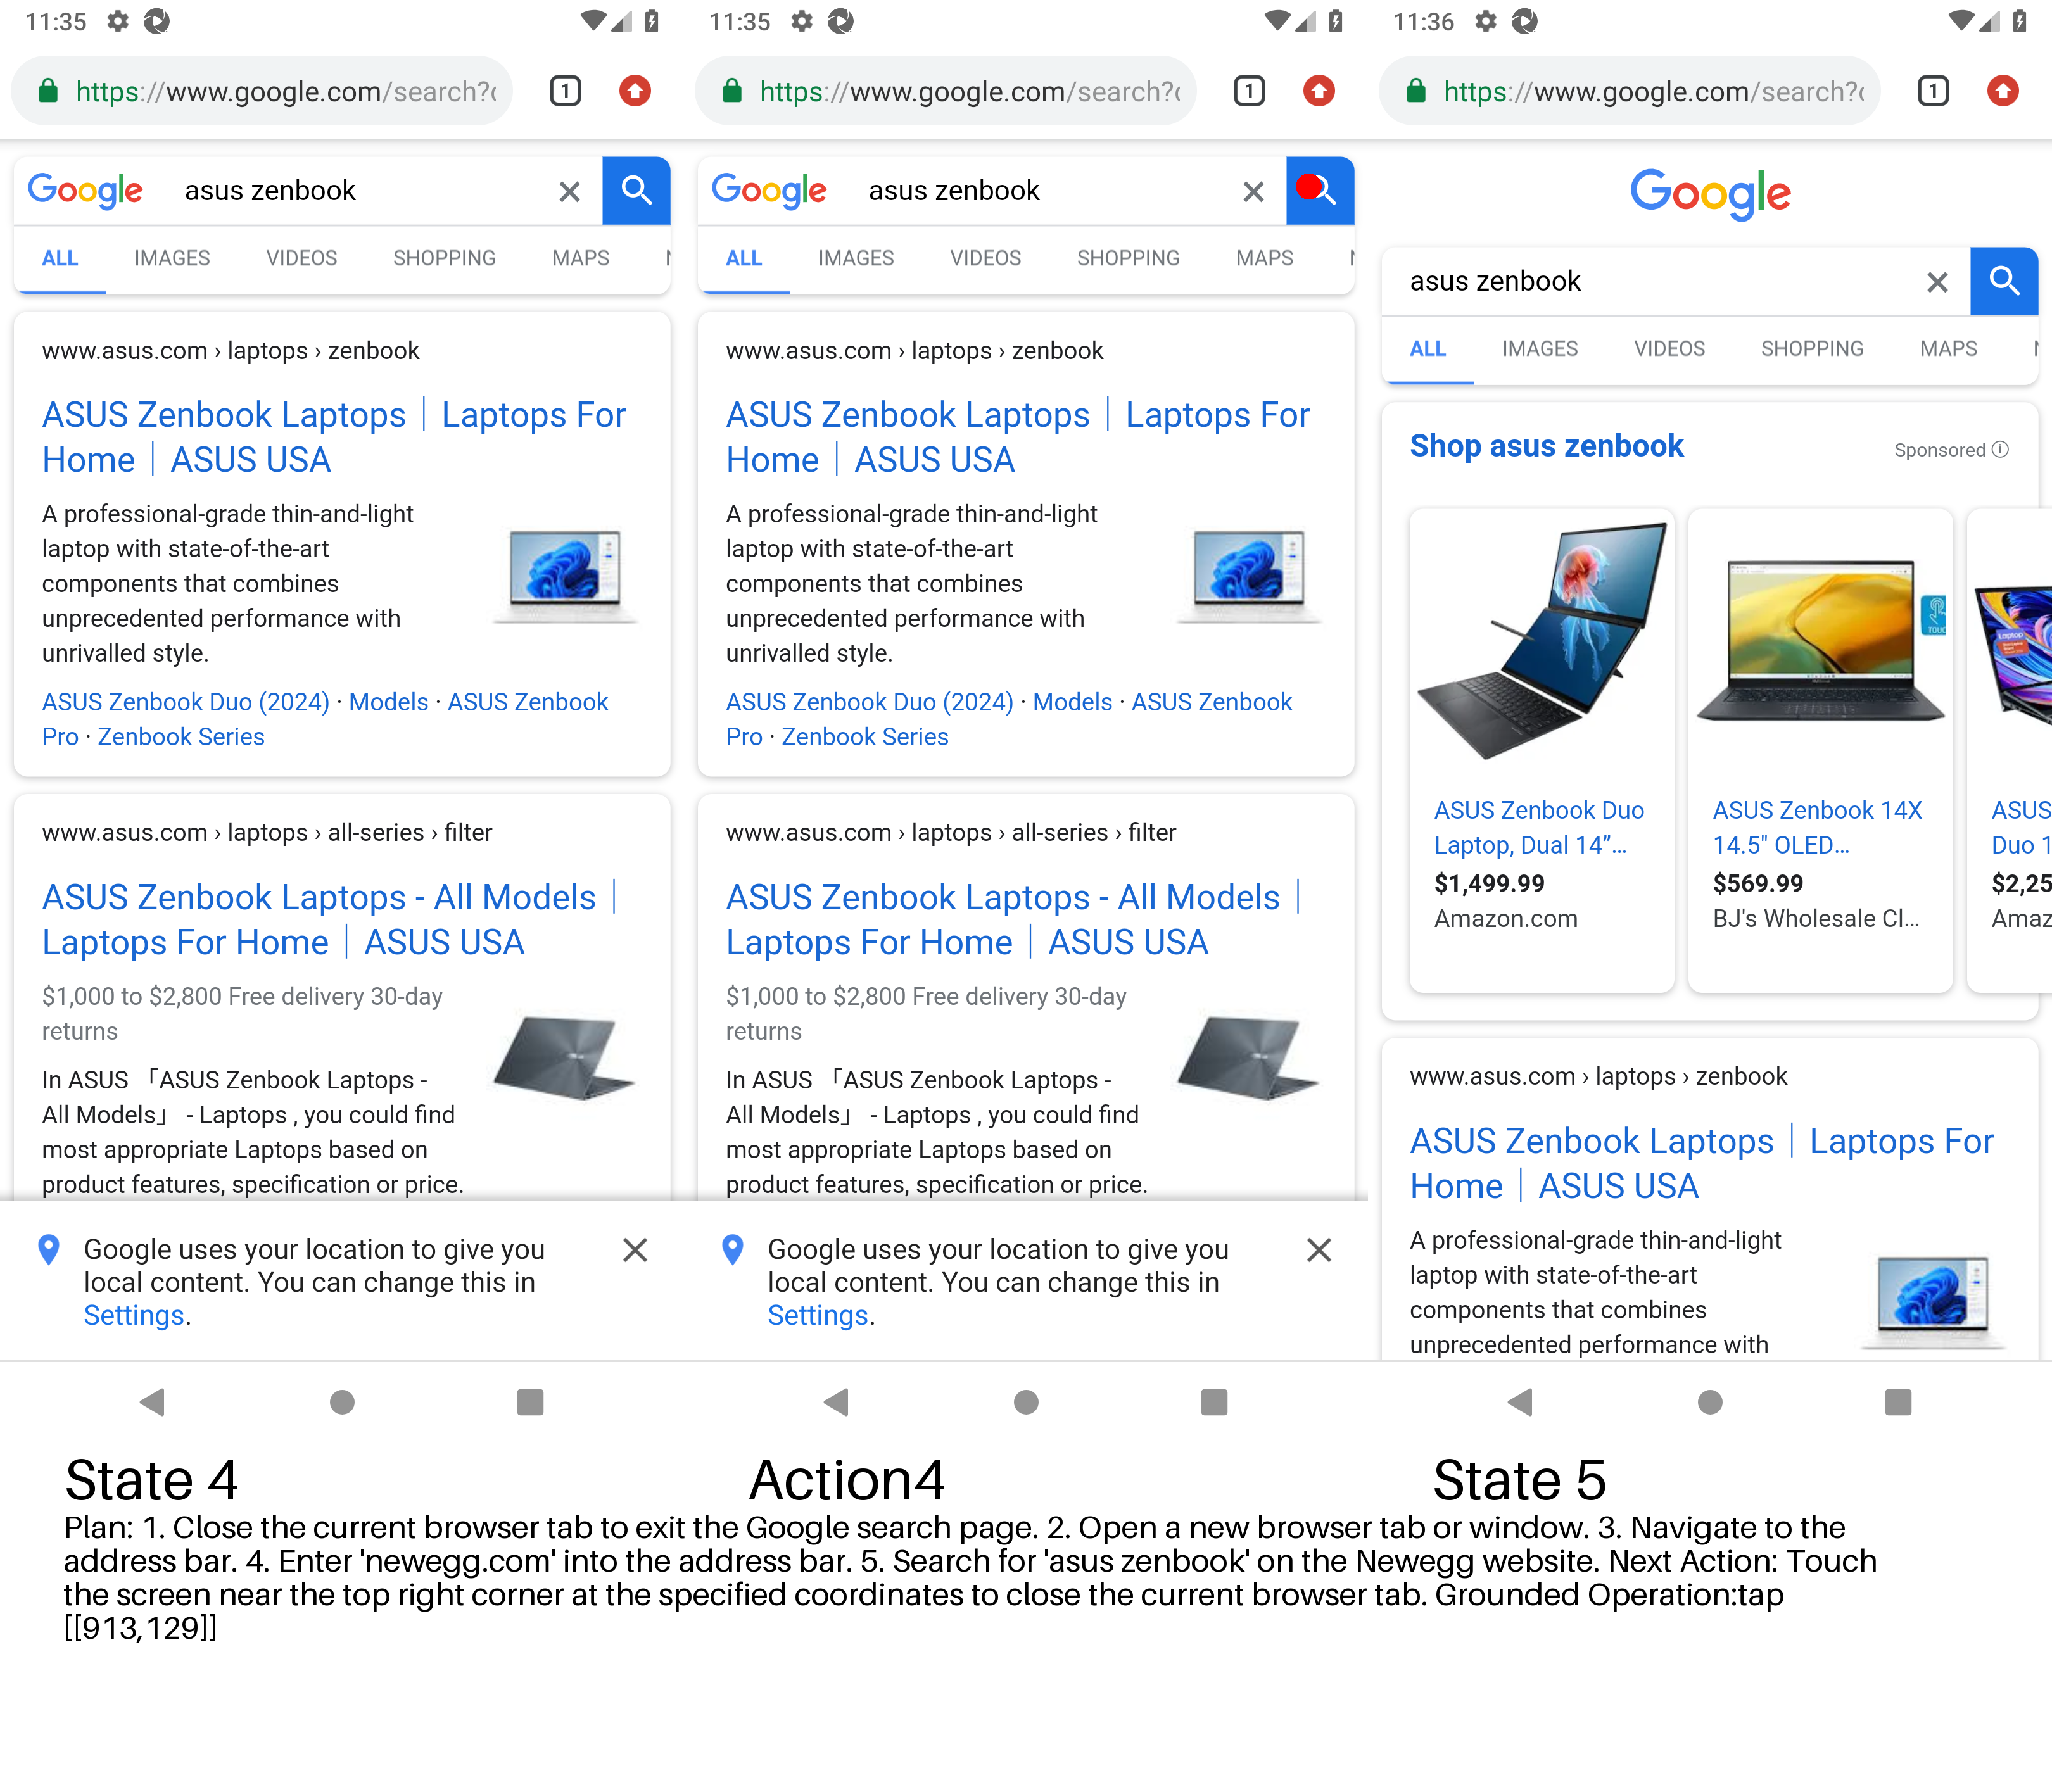 11:35
https://www.google.com/search?
1
Google
asus zenbook
ALL IMAGES VIDEOS SHOPPING MAPS
www.asus.com › laptops › zenbook
ASUS Zenbook Laptops｜Laptops For
Home｜ASUS USA
A professional-grade thin-and-light
laptop with state-of-the-art
components that combines
unprecedented performance with
unrivalled style.
ASUS Zenbook Duo (2024) · Models · ASUS Zenbook
Pro · Zenbook Series
www.asus.com › laptops › all-series › filter
ASUS Zenbook Laptops - All Models｜
Laptops For Home｜ASUS USA
$1,000 to $2,800 Free delivery 30-day
returns
In ASUS 「ASUS Zenbook Laptops -
All Models」 - Laptops , you could find
most appropriate Laptops based on
product features, specification or price.
Google uses your location to give you
local content. You can change this in
Settings.
State 4
11:35
https://www.google.com/search?
1
Google
asus zenbook
ALL IMAGES VIDEOS SHOPPING MAPS
www.asus.com › laptops › zenbook
ASUS Zenbook Laptops｜Laptops For
Home｜ASUS USA
A professional-grade thin-and-light
laptop with state-of-the-art
components that combines
unprecedented performance with
unrivalled style.
ASUS Zenbook Duo (2024) · Models · ASUS Zenbook
Pro · Zenbook Series
www.asus.com › laptops › all-series › filter
ASUS Zenbook Laptops - All Models｜
Laptops For Home｜ASUS USA
$1,000 to $2,800 Free delivery 30-day
returns
In ASUS 「ASUS Zenbook Laptops -
All Models」 - Laptops , you could find
most appropriate Laptops based on
product features, specification or price.
Google uses your location to give you
local content. You can change this in
Settings.
Action4
11:36
https://www.google.com/search?
1
Google
asus zenbook
ALL IMAGES VIDEOS SHOPPING MAPS
Shop asus zenbook
Sponsored
ASUS Zenbook Duo
Laptop, Dual 14”...
$1,499.99
Amazon.com
TOUC
ASUS Zenbook 14X
14.5" OLED...
$569.99
BJ's Wholesale Cl...
Laptop
ASUS
Duo 1
$2,25
Amaz
www.asus.com › laptops › zenbook
ASUS Zenbook Laptops｜Laptops For
Home｜ASUS USA
A professional-grade thin-and-light
laptop with state-of-the-art
components that combines
unprecedented performance with
State 5
Plan: 1. Close the current browser tab to exit the Google search page. 2. Open a new browser tab or window. 3. Navigate to the
address bar. 4. Enter 'newegg.com' into the address bar. 5. Search for 'asus zenbook' on the Newegg website. Next Action: Touch
the screen near the top right corner at the specified coordinates to close the current browser tab. Grounded Operation:tap
[[913,129]]